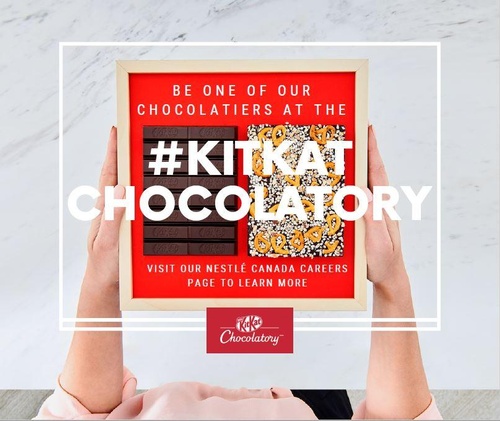 BE ONE OF OUR
CHOCOLATIERS AT THE
#KITKAT
CHOCOLATORY
VISIT OUR NESTLÉ CANADA CAREERS
PAGE TO LEARN MORE
KitKat
Chocolatory